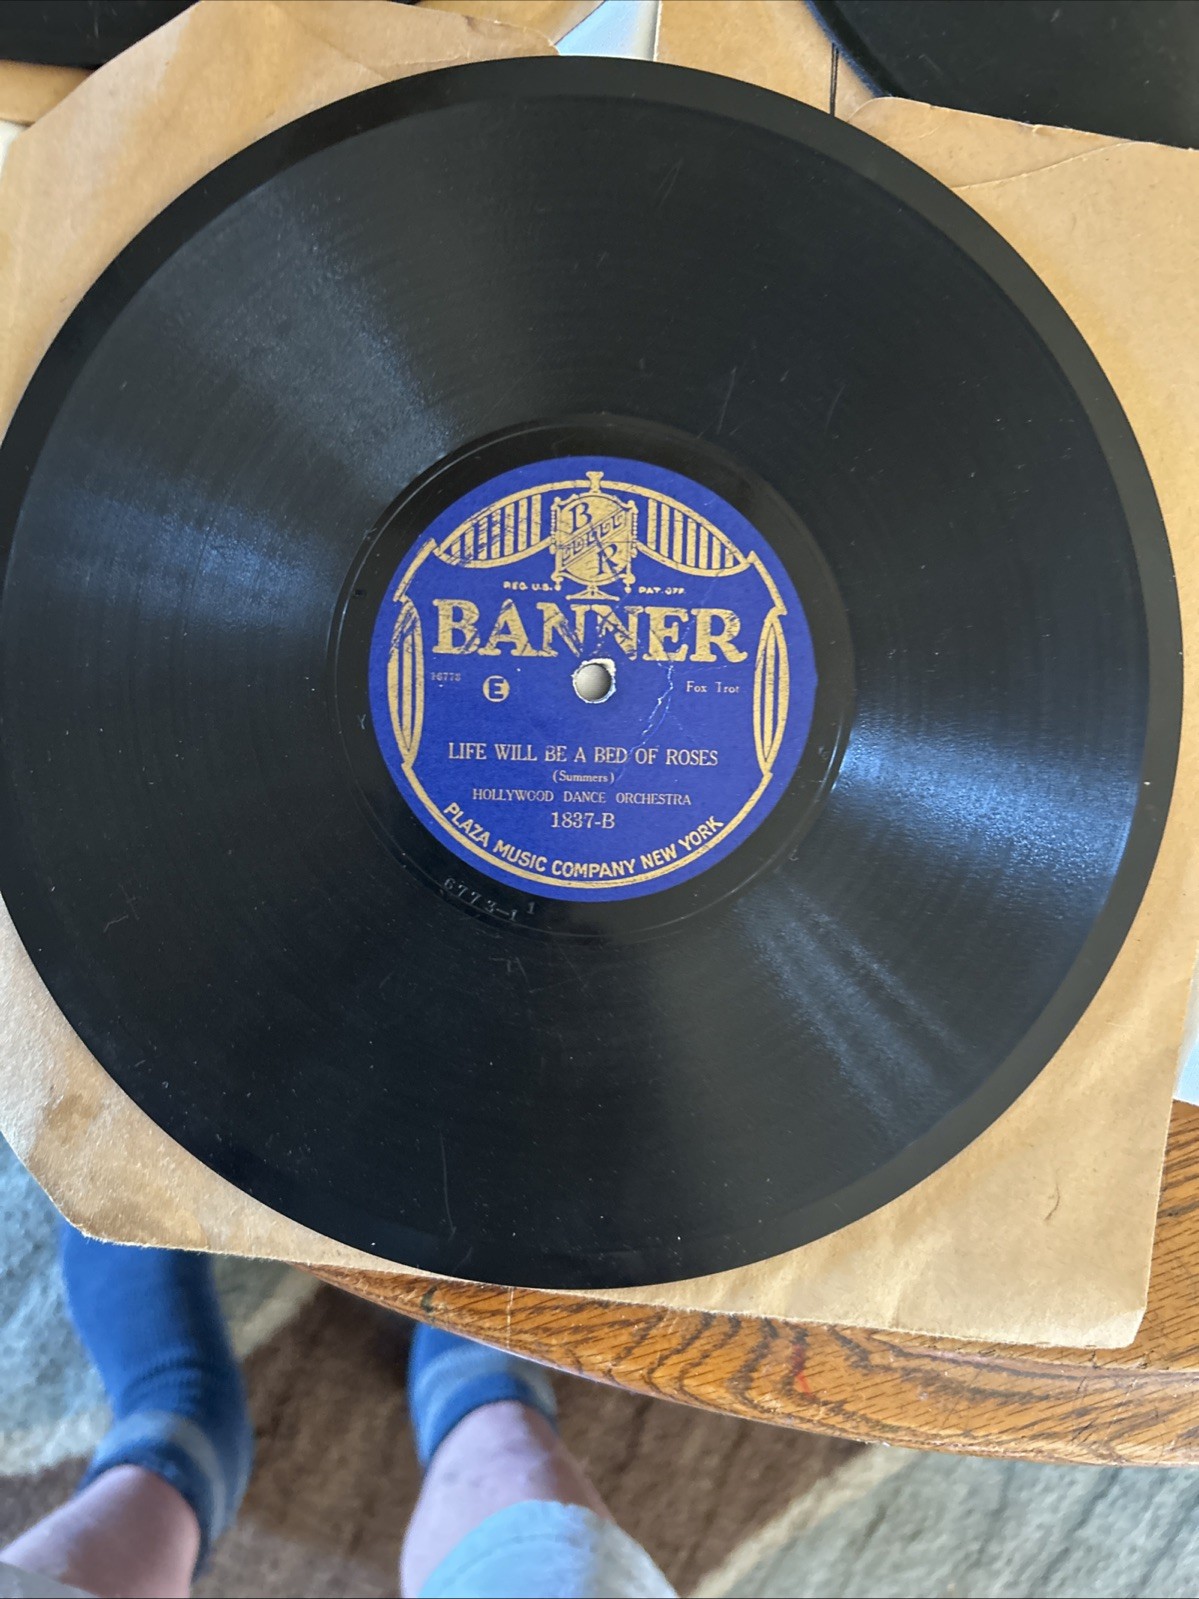 B
R
REG. U.S. PAT. OFF.
BANNER
E
Fox Trot
LIFE WILL BE A BED OF ROSES
(Summers)
HOLLYWOOD DANCE ORCHESTRA
1837-B
PLAZA MUSIC COMPANY NEW YORK
6773-1 1